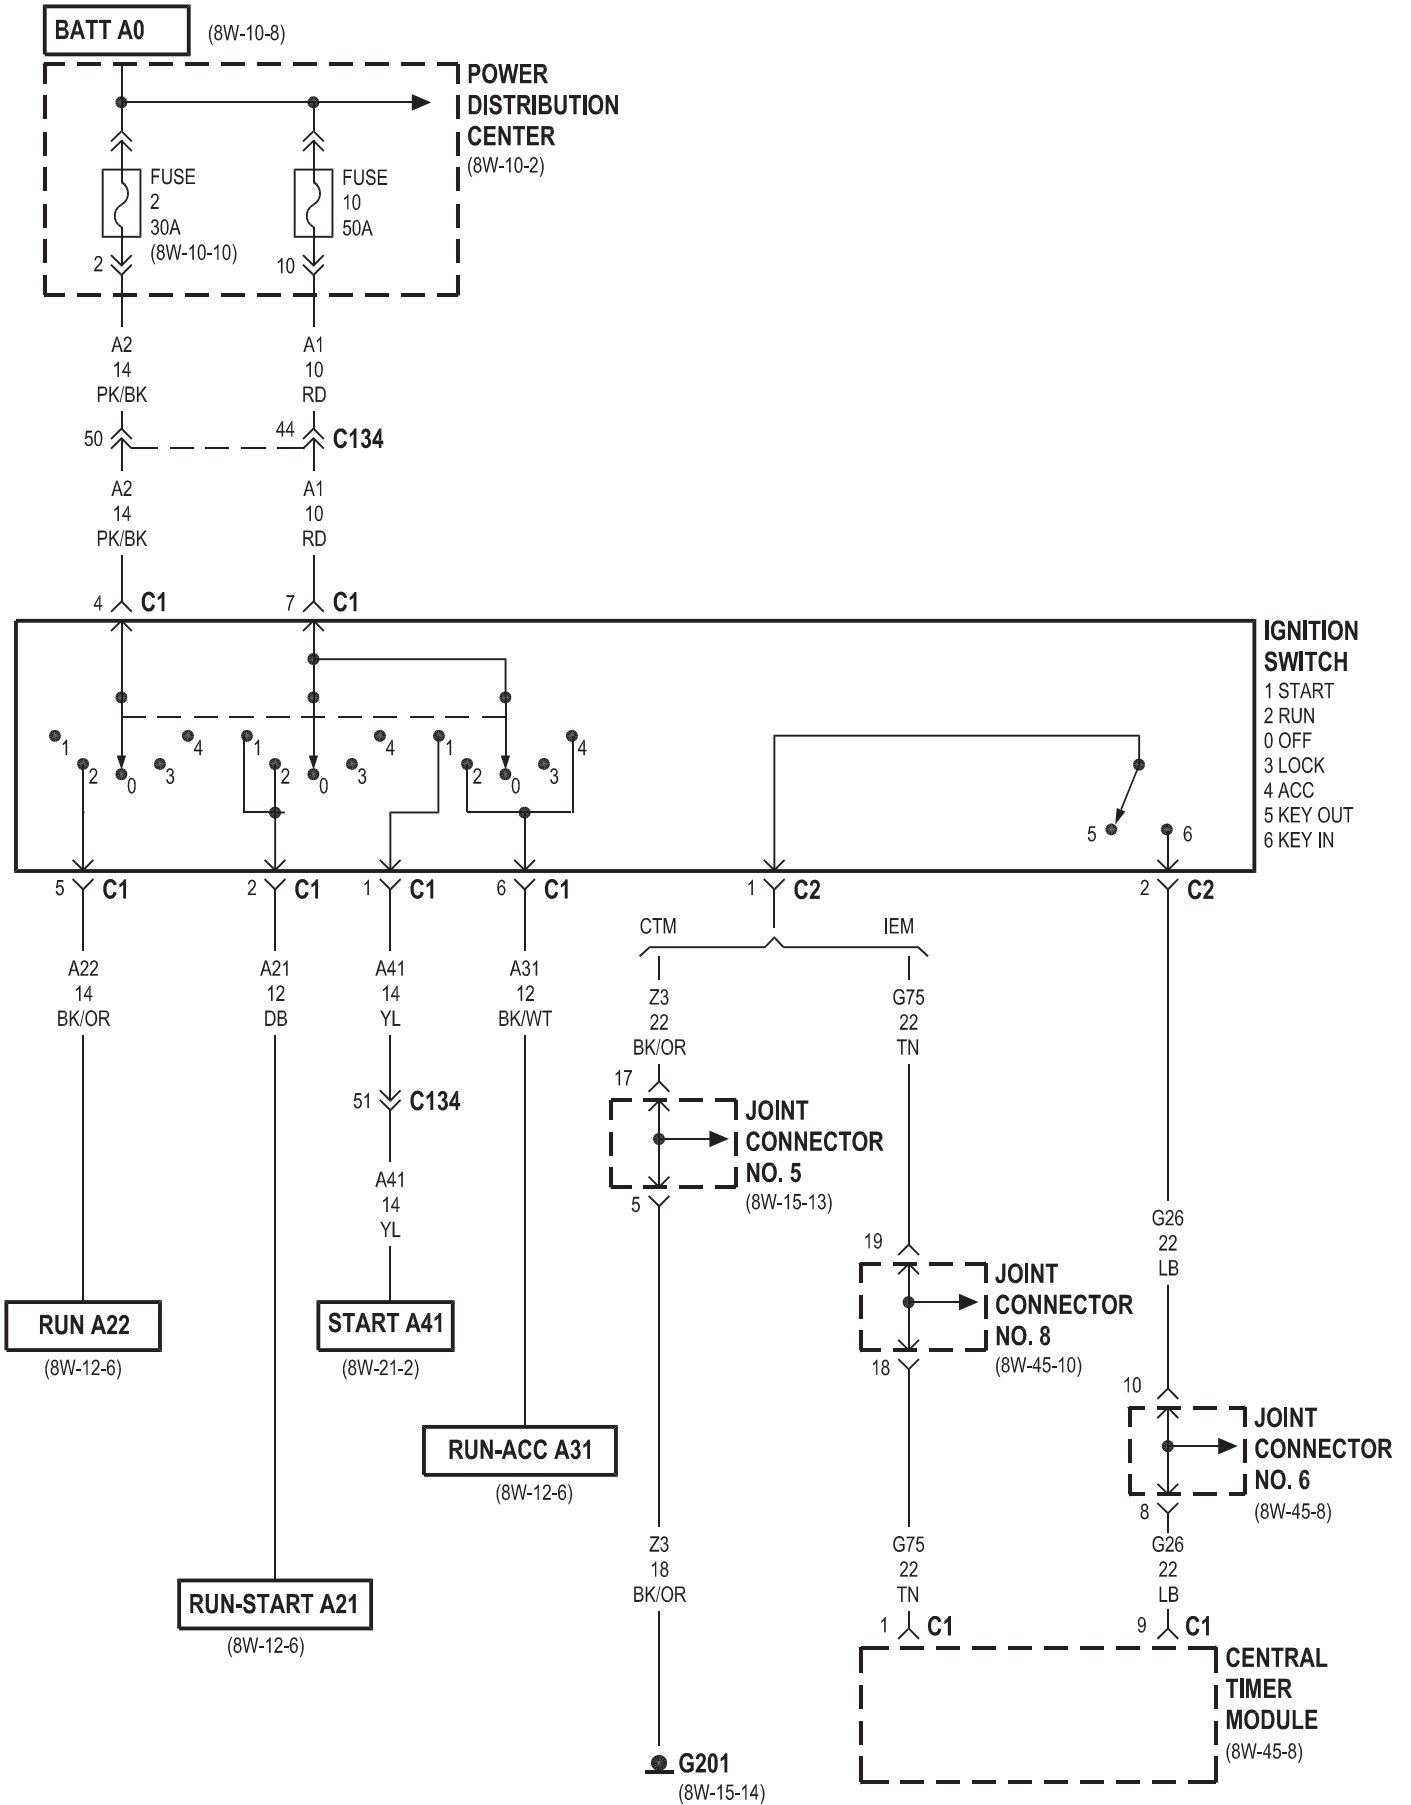 BATT A0
(8W-10-8)
POWER
DISTRIBUTION
CENTER
(8W-10-2)
FUSE
2
30A
(8W-10-10)
FUSE
10
50A
2
10
A2
14
PK/BK
A1
10
RD
50
44
C134
A2
14
PK/BK
A1
10
RD
4
C1
7
C1
IGNITION
SWITCH
1 START
2 RUN
0 OFF
3 LOCK
4 ACC
5 KEY OUT
6 KEY IN
1
2
0
3
4
1
2
0
3
4
1
2
0
3
4
5
6
5
C1
2
C1
1
C1
6
C1
1
C2
2
C2
CTM
IEM
A22
14
BK/OR
A21
12
DB
A41
14
YL
A31
12
BK/WT
Z3
22
BK/OR
G75
22
TN
51
C134
17
JOINT
CONNECTOR
NO. 5
(8W-15-13)
5
A41
14
YL
G26
22
LB
19
JOINT
CONNECTOR
NO. 8
(8W-45-10)
18
RUN A22
(8W-12-6)
START A41
(8W-21-2)
10
JOINT
CONNECTOR
NO. 6
(8W-45-8)
8
RUN-ACC A31
(8W-12-6)
Z3
18
BK/OR
G75
22
TN
G26
22
LB
RUN-START A21
(8W-12-6)
1
C1
9
C1
CENTRAL
TIMER
MODULE
(8W-45-8)
G201
(8W-15-14)